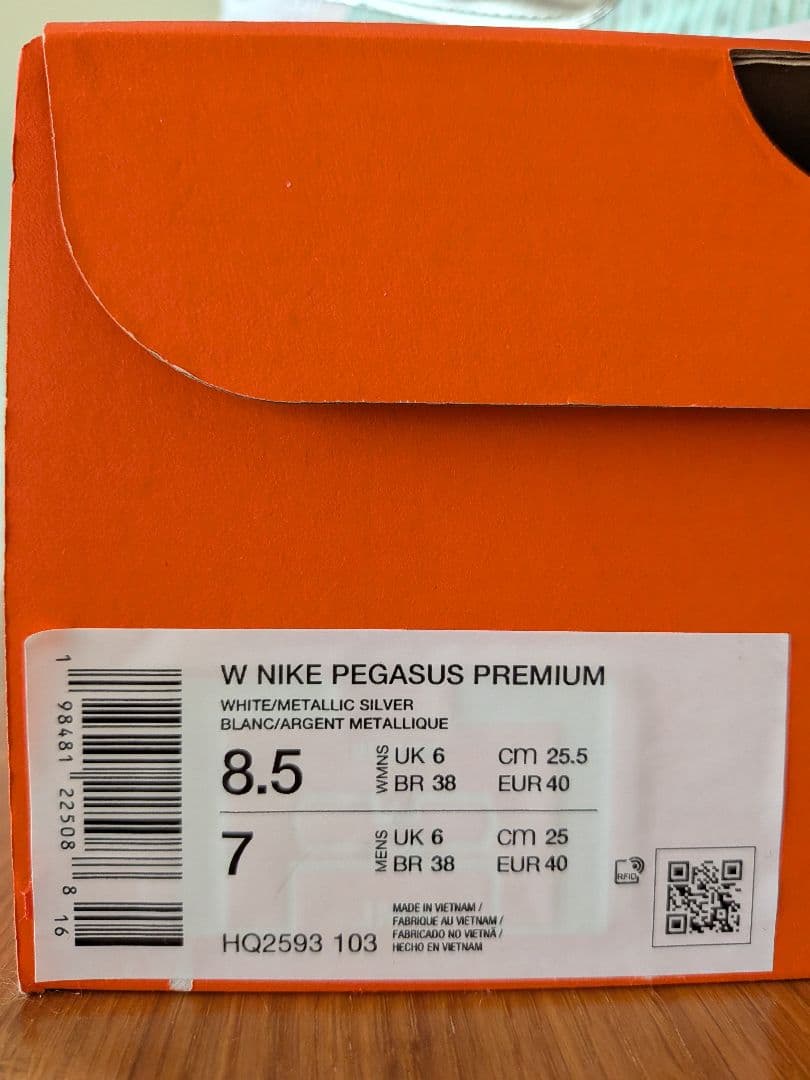 W NIKE PEGASUS PREMIUM
WHITE/METALLIC SILVER
BLANC/ARGENT METALLIQUE
8.5 WMNS UK 6 cm 25.5
BR 38 EUR 40
7 MENS UK 6 cm 25
BR 38 EUR 40
MADE IN VIETNAM /
FABRIQUE AU VIETNAM /
FABRICADO NO VIETNÃ /
HECHO EN VIETNAM
HQ2593 103
RFID
1 98481 22508 8 16